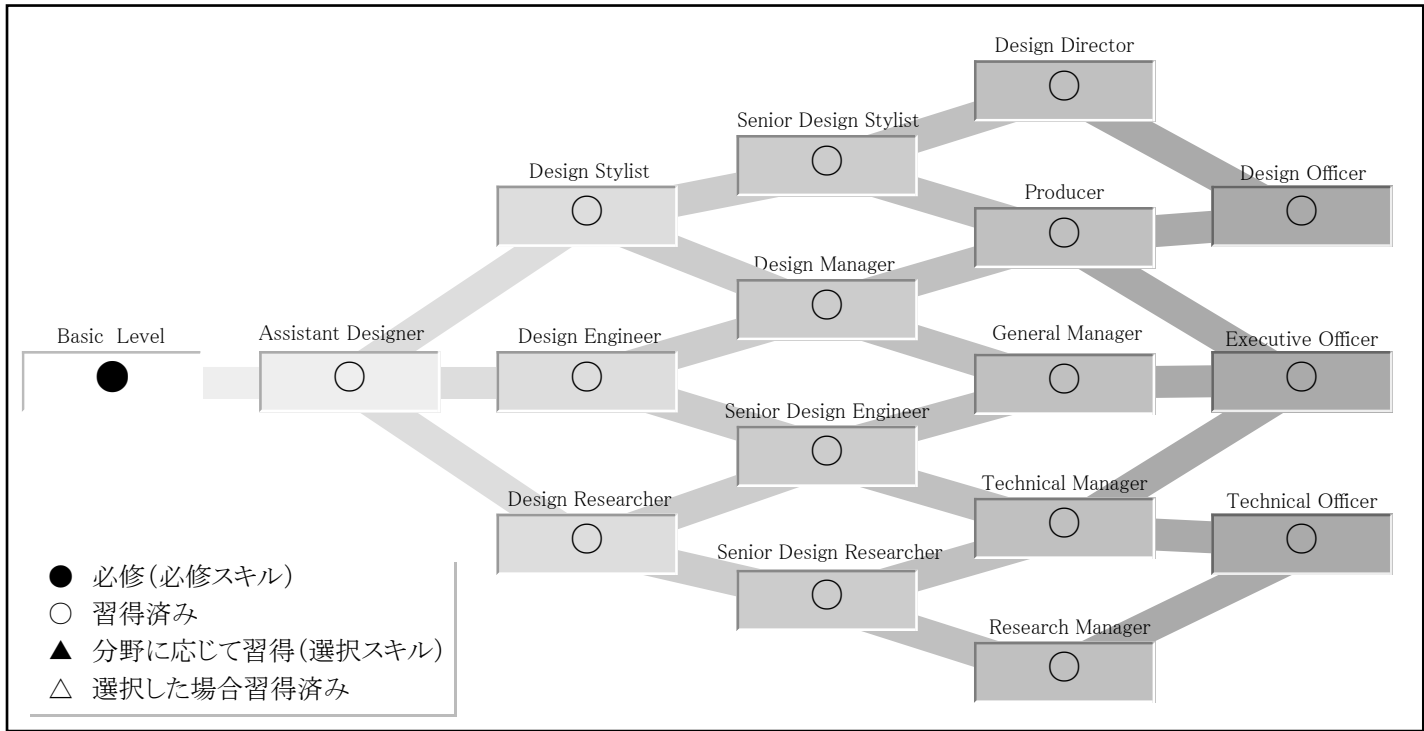 Design Director
Senior Design Stylist
Design Stylist
Design Officer
Producer
Design Manager
Basic Level
Assistant Designer
Design Engineer
General Manager
Executive Officer
Senior Design Engineer
Design Researcher
Technical Manager
Technical Officer
Senior Design Researcher
Research Manager
● 必修(必修スキル)
○ 習得済み
▲ 分野に応じて習得(選択スキル)
△ 選択した場合習得済み